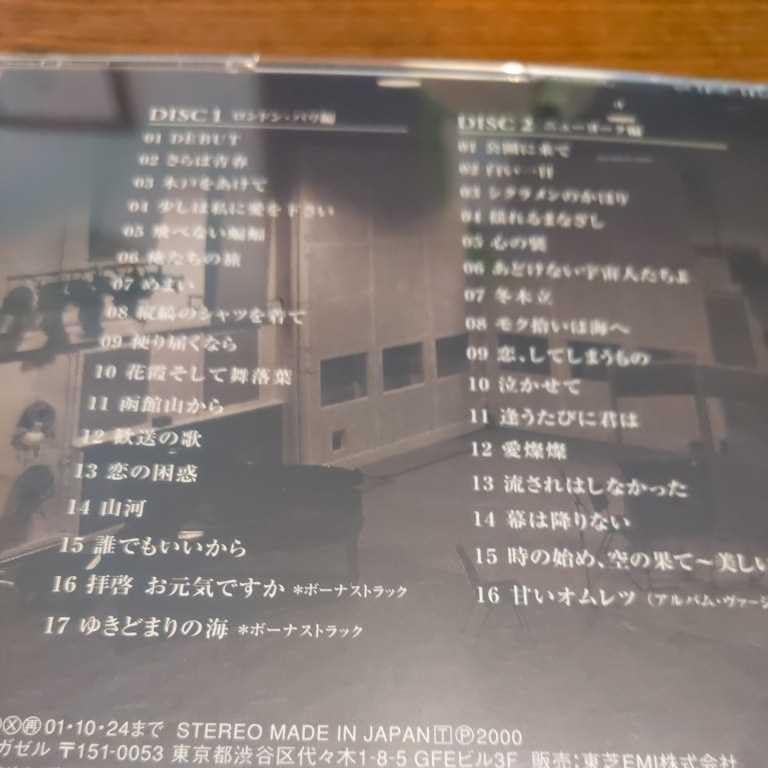 DISC 1 ロンドン・パリ編
01 DEBUT
02 さらば青春
03 木戸をあけて
04 少しは私に愛を下さい
05 飛べない蝙蝠
06 俺たちの旅
07 めまい
08 縦縞のシャツを着て
09 便り届くなら
10 花霞そして舞落葉
11 函館山から
12 歓送の歌
13 恋の困惑
14 山河
15 誰でもいいから
16 拝啓 お元気ですか *ボーナストラック
17 ゆきどまりの海 *ボーナストラック
DISC 2 ニューヨーク編
01 公園に来て
02 白い一日
03 シクラメンのかほり
04 揺れるまなざし
05 心の襞
06 あどけない宇宙人たちよ
07 冬木立
08 モク拾いは海へ
09 恋、してしまうもの
10 泣かせて
11 逢うたびに君は
12 愛燦燦
13 流されはしなかった
14 幕は降りない
15 時の始め、空の果て〜美しい
16 甘いオムレツ (アルバム・ヴァージ
Ⓧ再 01・10・24まで STEREO MADE IN JAPAN Ⓣ Ⓟ2000
ガゼル 〒151-0053 東京都渋谷区代々木1-8-5 GFEビル3F 販売:東芝EMI株式会社